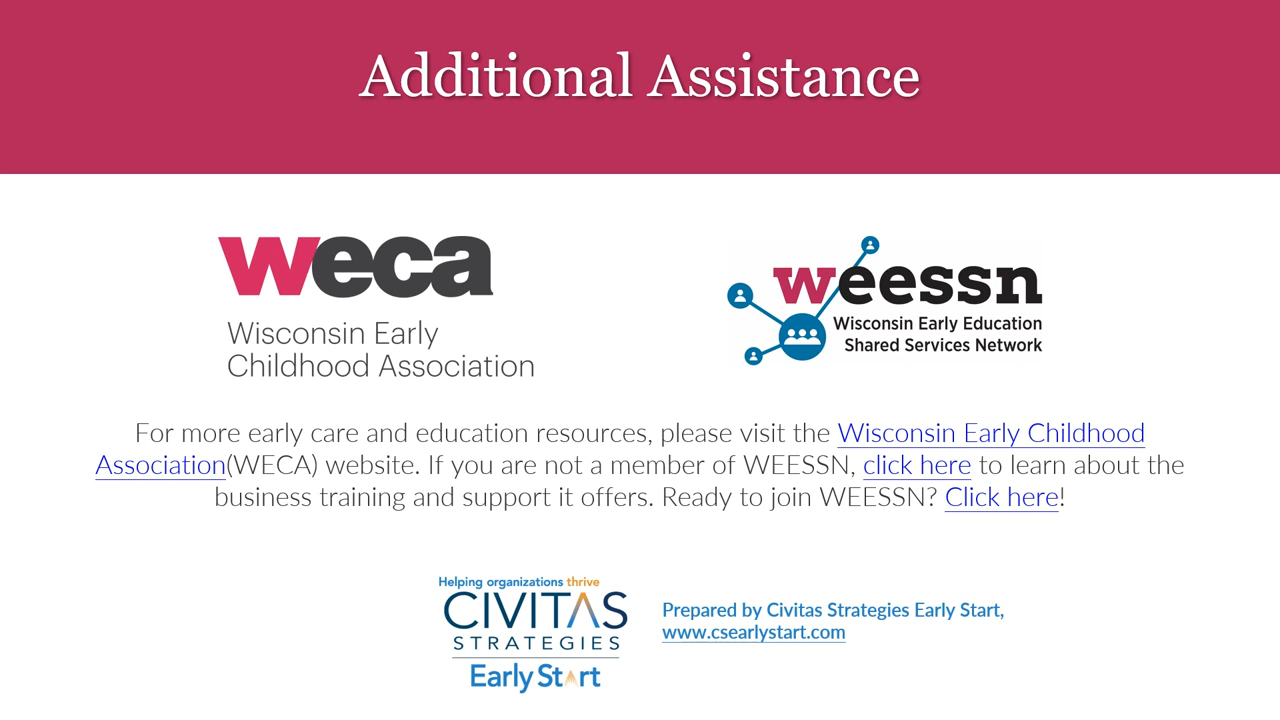 Additional Assistance
weca
Wisconsin Early
Childhood Association
weessn
Wisconsin Early Education
Shared Services Network
For more early care and education resources, please visit the Wisconsin Early Childhood
Association(WECA) website. If you are not a member of WEESSN, click here to learn about the
business training and support it offers. Ready to join WEESSN? Click here!
Helping organizations thrive
CIVITAS
STRATEGIES
Early Start
Prepared by Civitas Strategies Early Start,
www.csearlystart.com